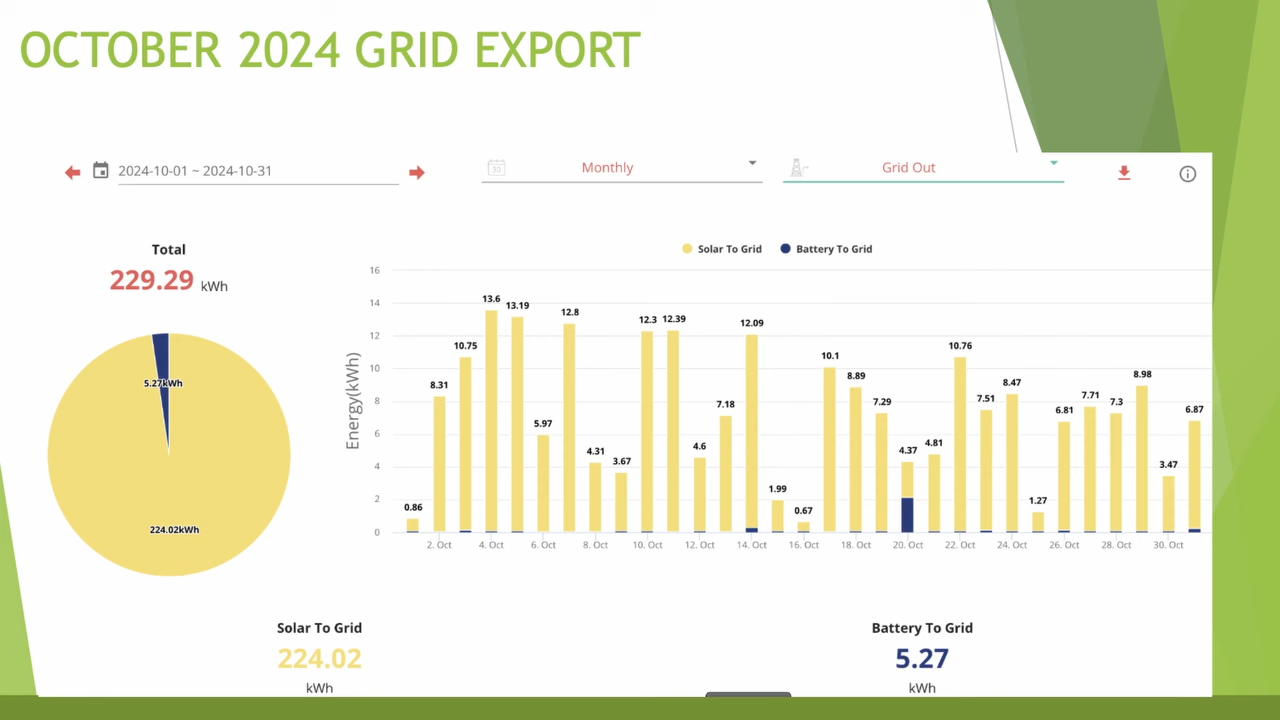 OCTOBER 2024 GRID EXPORT
2024-10-01 ~ 2024-10-31
30
Monthly
Grid Out
Total
229.29 kWh
5.27kWh
224.02kWh
Solar To Grid
Battery To Grid
Energy(kWh)
16
14
12
10
8
6
4
2
0
0.86
8.31
10.75
13.6
13.19
5.97
12.8
4.31
3.67
12.3
12.39
4.6
7.18
12.09
1.99
0.67
10.1
8.89
7.29
4.37
4.81
10.76
7.51
8.47
1.27
6.81
7.71
7.3
8.98
3.47
6.87
2. Oct
4. Oct
6. Oct
8. Oct
10. Oct
12. Oct
14. Oct
16. Oct
18. Oct
20. Oct
22. Oct
24. Oct
26. Oct
28. Oct
30. Oct
Solar To Grid
224.02
kWh
Battery To Grid
5.27
kWh